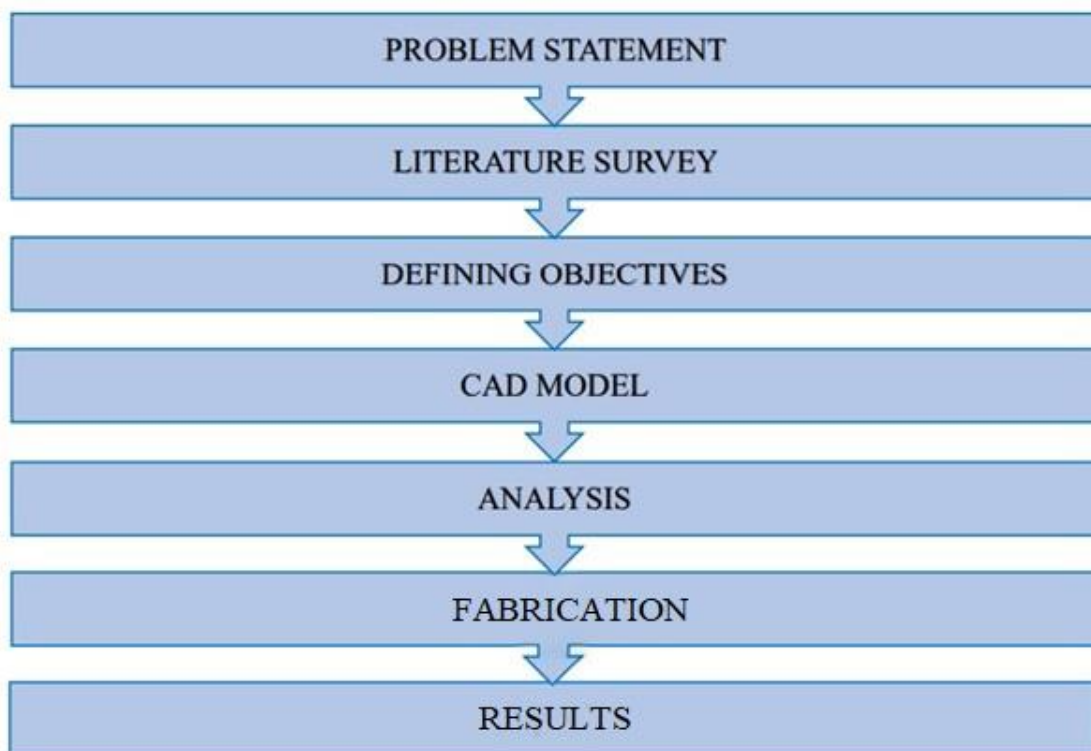 PROBLEM STATEMENT
LITERATURE SURVEY
DEFINING OBJECTIVES
CAD MODEL
ANALYSIS
FABRICATION
RESULTS